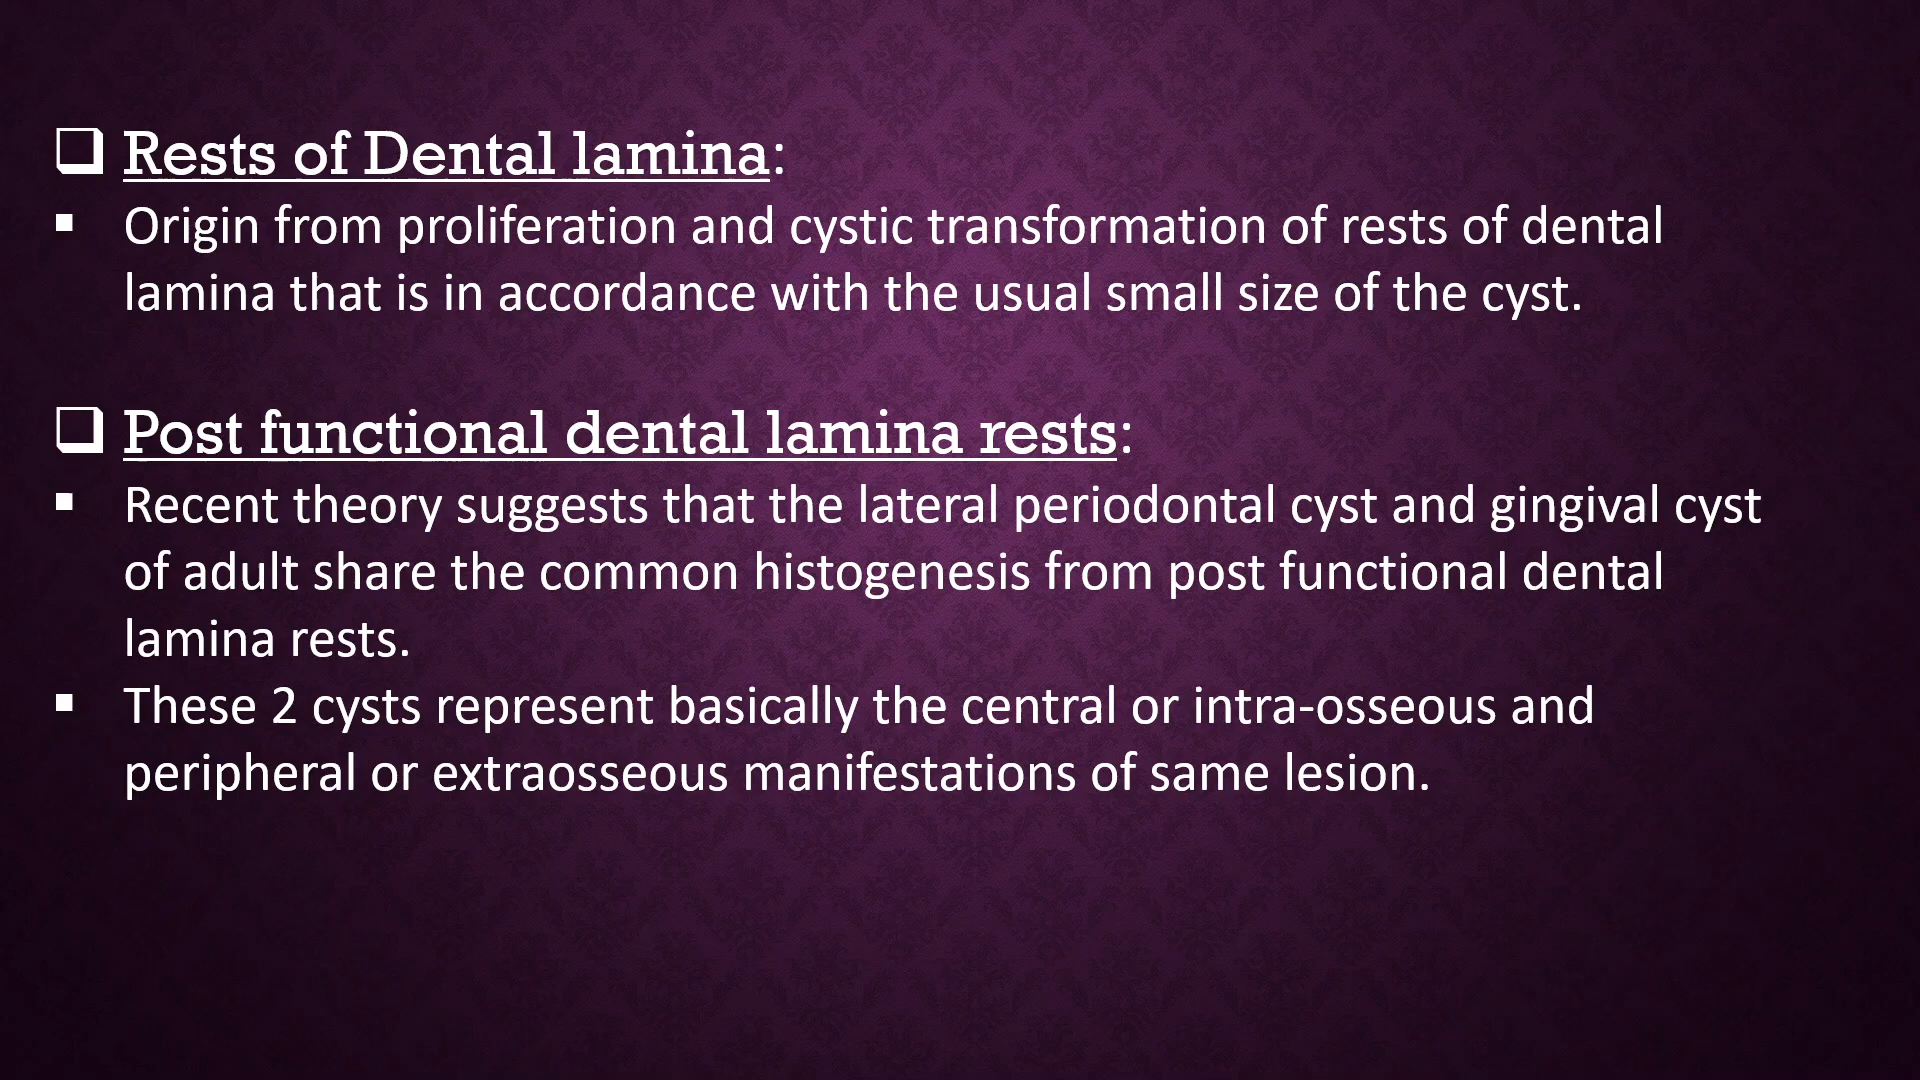 ❑ Rests of Dental lamina:
▪ Origin from proliferation and cystic transformation of rests of dental
lamina that is in accordance with the usual small size of the cyst.
❑ Post functional dental lamina rests:
▪ Recent theory suggests that the lateral periodontal cyst and gingival cyst
of adult share the common histogenesis from post functional dental
lamina rests.
▪ These 2 cysts represent basically the central or intra-osseous and
peripheral or extraosseous manifestations of same lesion.